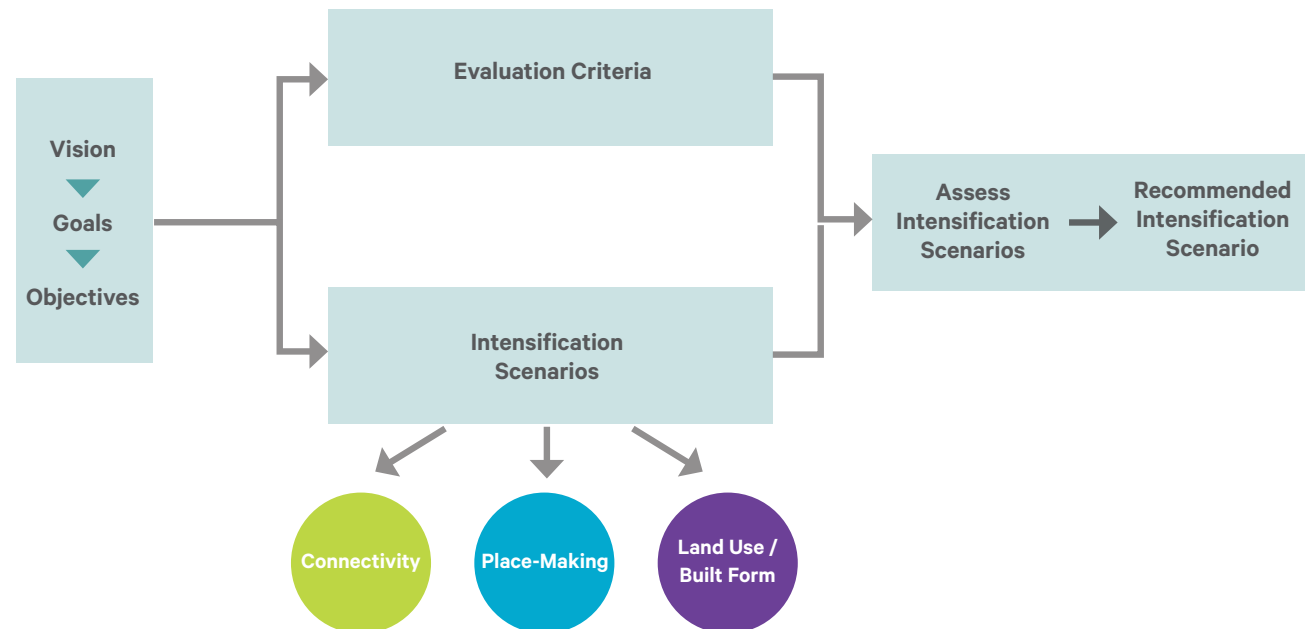 Vision
Goals
Objectives
Evaluation Criteria
Intensification
Scenarios
Assess
Intensification
Scenarios
Recommended
Intensification
Scenario
Connectivity
Place-Making
Land Use /
Built Form